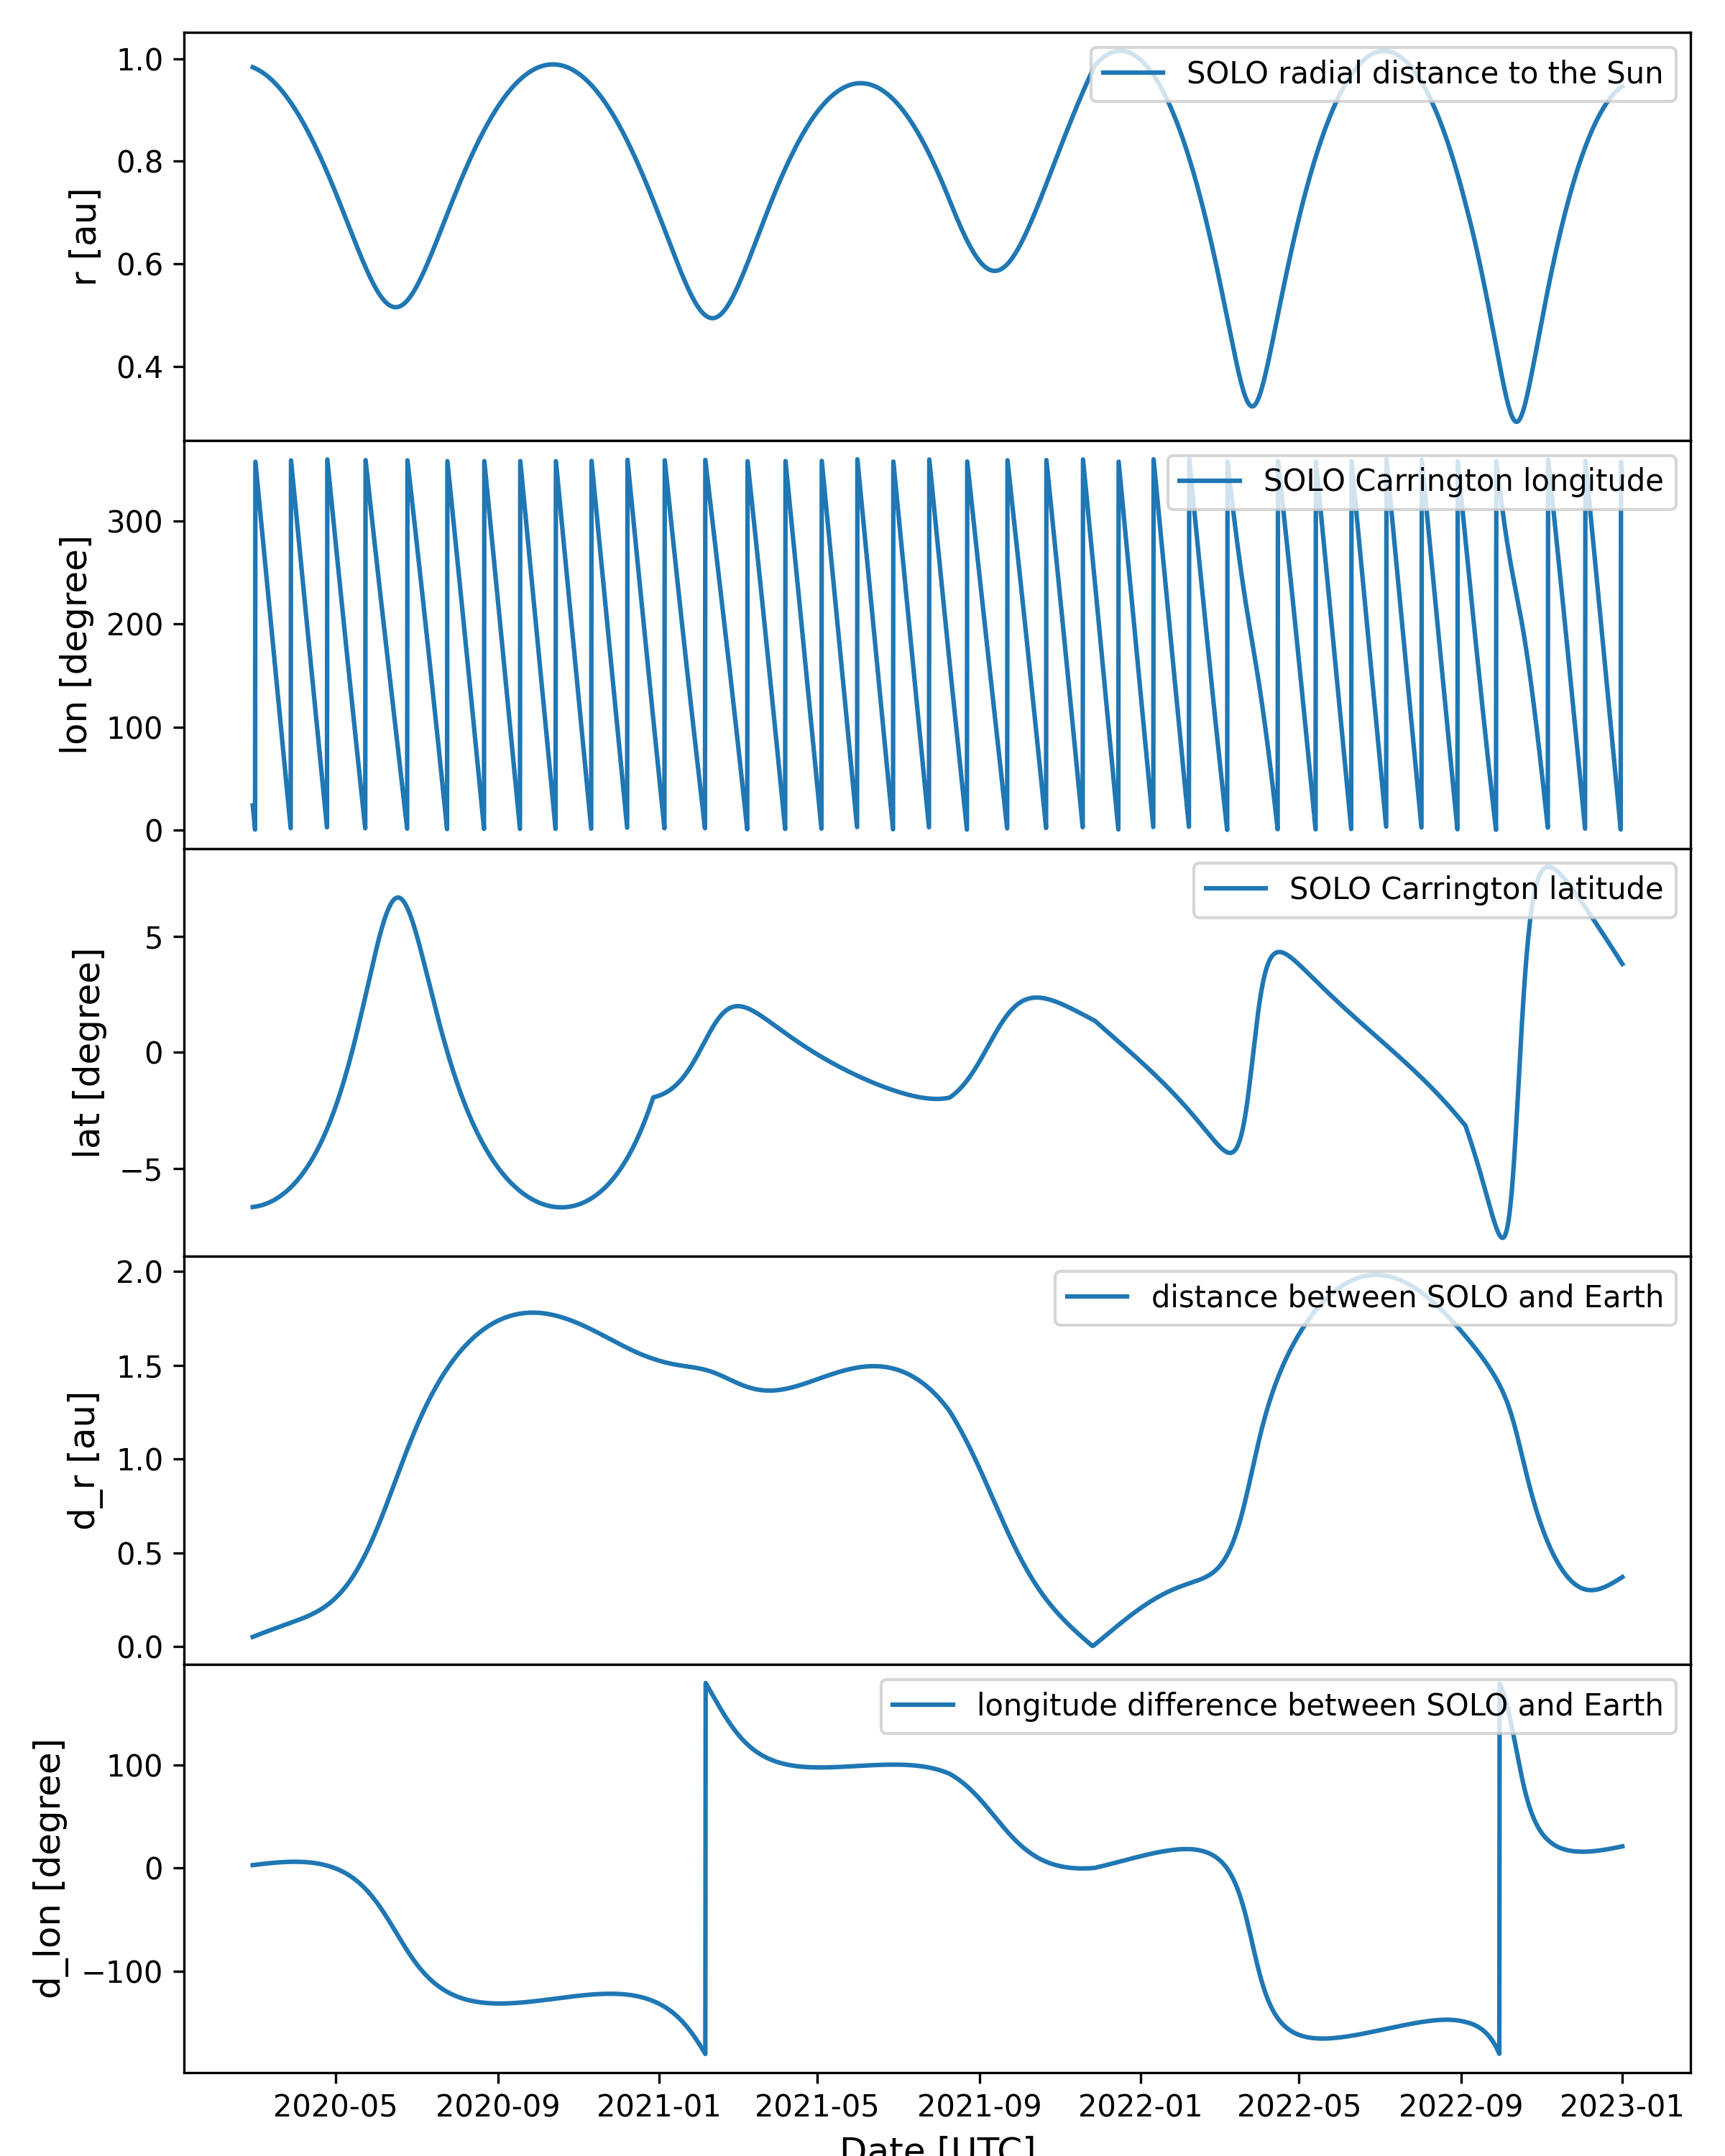 SOLO radial distance to the Sun
1.0
0.8
0.6
0.4
r [au]
SOLO Carrington longitude
300
200
100
0
lon [degree]
SOLO Carrington latitude
5
0
−5
lat [degree]
distance between SOLO and Earth
2.0
1.5
1.0
0.5
0.0
d_r [au]
longitude difference between SOLO and Earth
100
0
−100
d_lon [degree]
2020-05 2020-09 2021-01 2021-05 2021-09 2022-01 2022-05 2022-09 2023-01
Date [UTC]